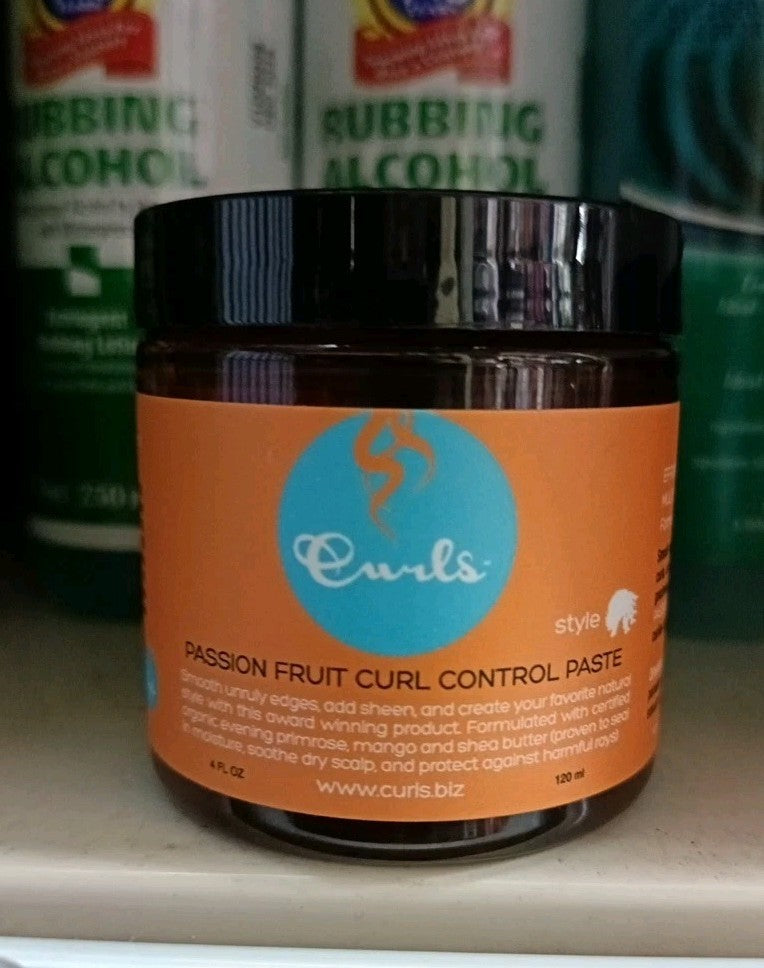 RUBBING
ALCOHOL
RUBBING
ALCOHOL
250
Curls
style
PASSION FRUIT CURL CONTROL PASTE
Smooth unruly edges, add sheen, and create your favorite natural
style with this award winning product. Formulated with certified
organic evening primrose, mango and shea butter (proven to seal
in moisture, soothe dry scalp, and protect against harmful rays).
4 FL OZ
120 ml
www.curls.biz